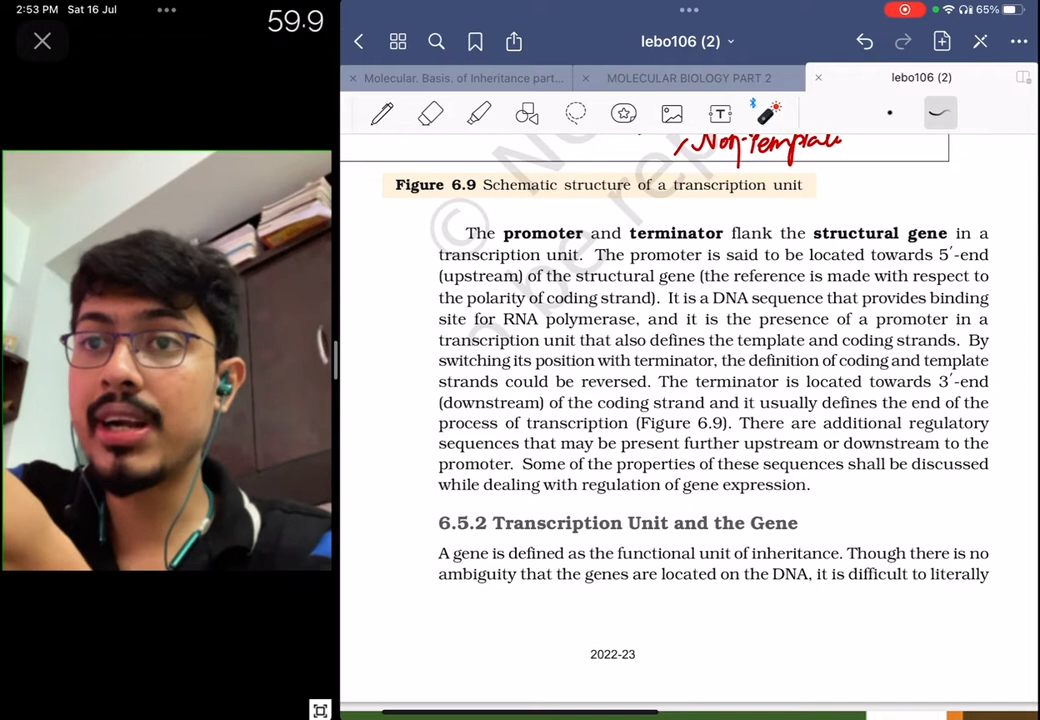 2:53 PM Sat 16 Jul
59.9
65%
lebo106 (2)
Molecular. Basis. of Inheritance part...
MOLECULAR BIOLOGY PART 2
lebo106 (2)
Non-Template
Figure 6.9 Schematic structure of a transcription unit
The promoter and terminator flank the structural gene in a
transcription unit. The promoter is said to be located towards 5′-end
(upstream) of the structural gene (the reference is made with respect to
the polarity of coding strand). It is a DNA sequence that provides binding
site for RNA polymerase, and it is the presence of a promoter in a
transcription unit that also defines the template and coding strands. By
switching its position with terminator, the definition of coding and template
strands could be reversed. The terminator is located towards 3′-end
(downstream) of the coding strand and it usually defines the end of the
process of transcription (Figure 6.9). There are additional regulatory
sequences that may be present further upstream or downstream to the
promoter. Some of the properties of these sequences shall be discussed
while dealing with regulation of gene expression.
6.5.2 Transcription Unit and the Gene
A gene is defined as the functional unit of inheritance. Though there is no
ambiguity that the genes are located on the DNA, it is difficult to literally
2022-23